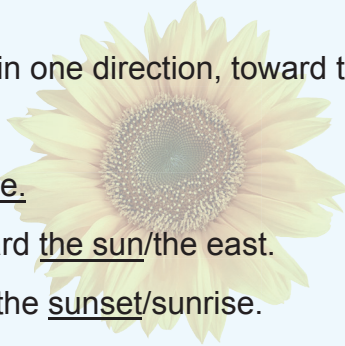 in one direction, toward t
e.
rd the sun/the east.
the sunset/sunrise.